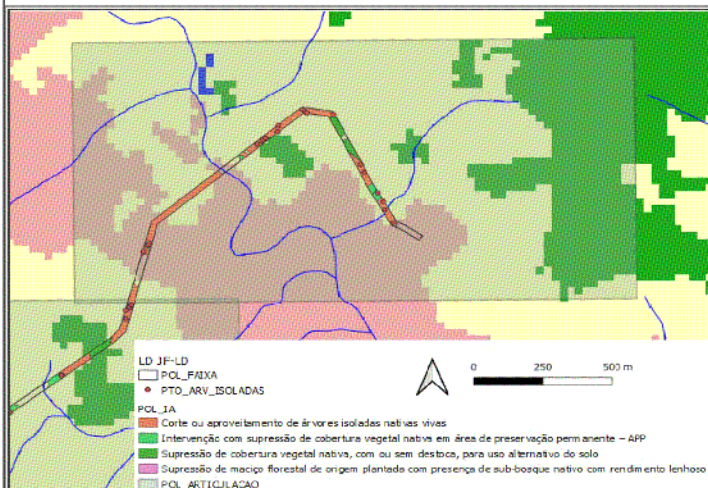 LD JF-LD
POL_FAIXA
PTO_ARV_ISOLADAS
POL_IA
Corte ou aproveitamento de árvores isoladas nativas vivas
Intervenção com supressão de cobertura vegetal nativa em área de preservação permanente – APP
Supressão de cobertura vegetal nativa, com ou sem destoca, para uso alternativo do solo
Supressão de maciço florestal de origem plantada com presença de sub-bosque nativo com rendimento lenhoso
POL_ARTICULACAO
0 250 500 m